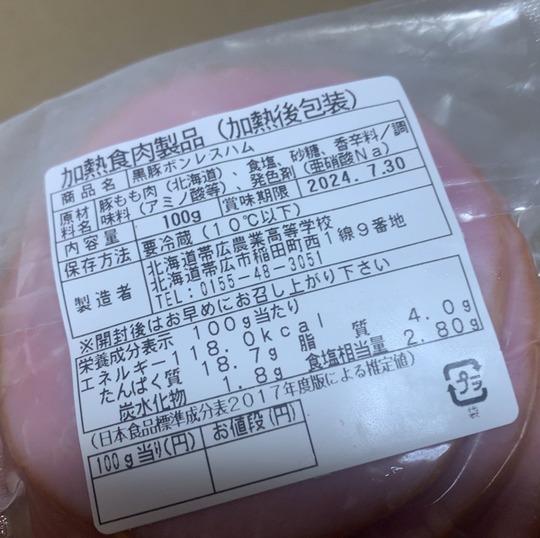 加熱食肉製品（加熱後包装）
商品名 黒豚ボンレスハム
原材料名 豚もも肉（北海道）、食塩、砂糖、香辛料／調味料（アミノ酸等）、発色剤（亜硝酸Na）
内容量 100g 賞味期限 2024.7.30
保存方法 要冷蔵（10℃以下）
製造者 北海道帯広農業高等学校
北海道帯広市稲田町西1線9番地
TEL:0155-48-3051
※開封後はお早めにお召し上がり下さい
栄養成分表示 100g当たり
エネルギー118.0kcal 脂質 4.0g
たんぱく質 18.7g 食塩相当量 2.80g
炭水化物 1.8g
（日本食品標準成分表2017年度版による推定値）
100g当り(円) お値段(円)
プラ
袋